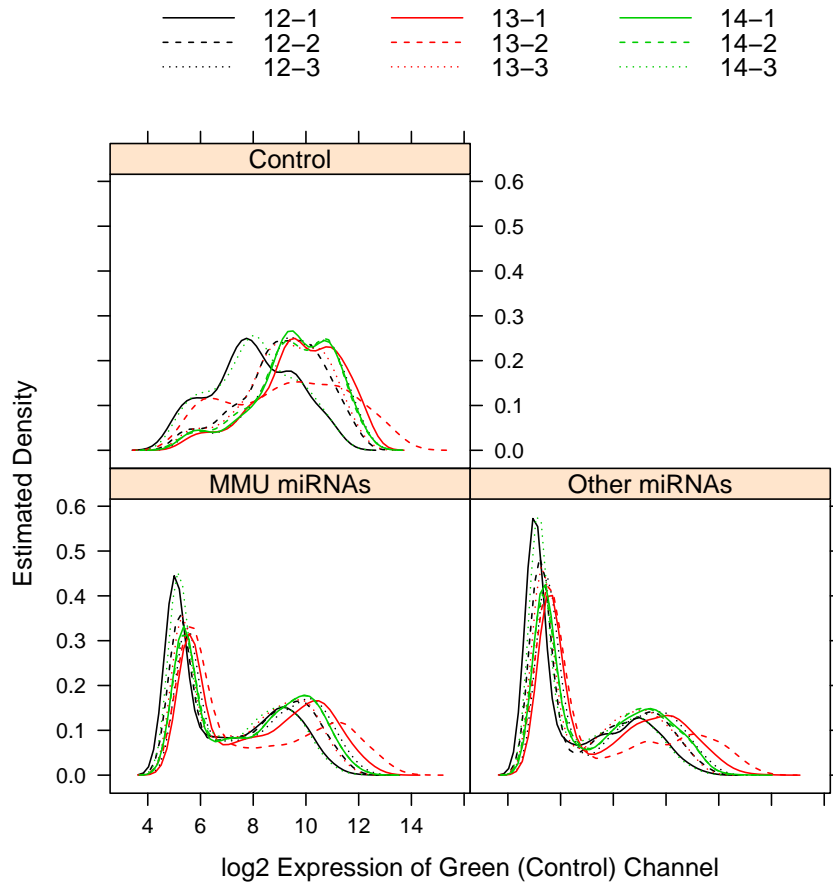 12−1 13−1 14−1
12−2 13−2 14−2
12−3 13−3 14−3
Control
0.6
0.5
0.4
0.3
0.2
0.1
0.0
Estimated Density
MMU miRNAs Other miRNAs
0.6
0.5
0.4
0.3
0.2
0.1
0.0
4 6 8 10 12 14
log2 Expression of Green (Control) Channel